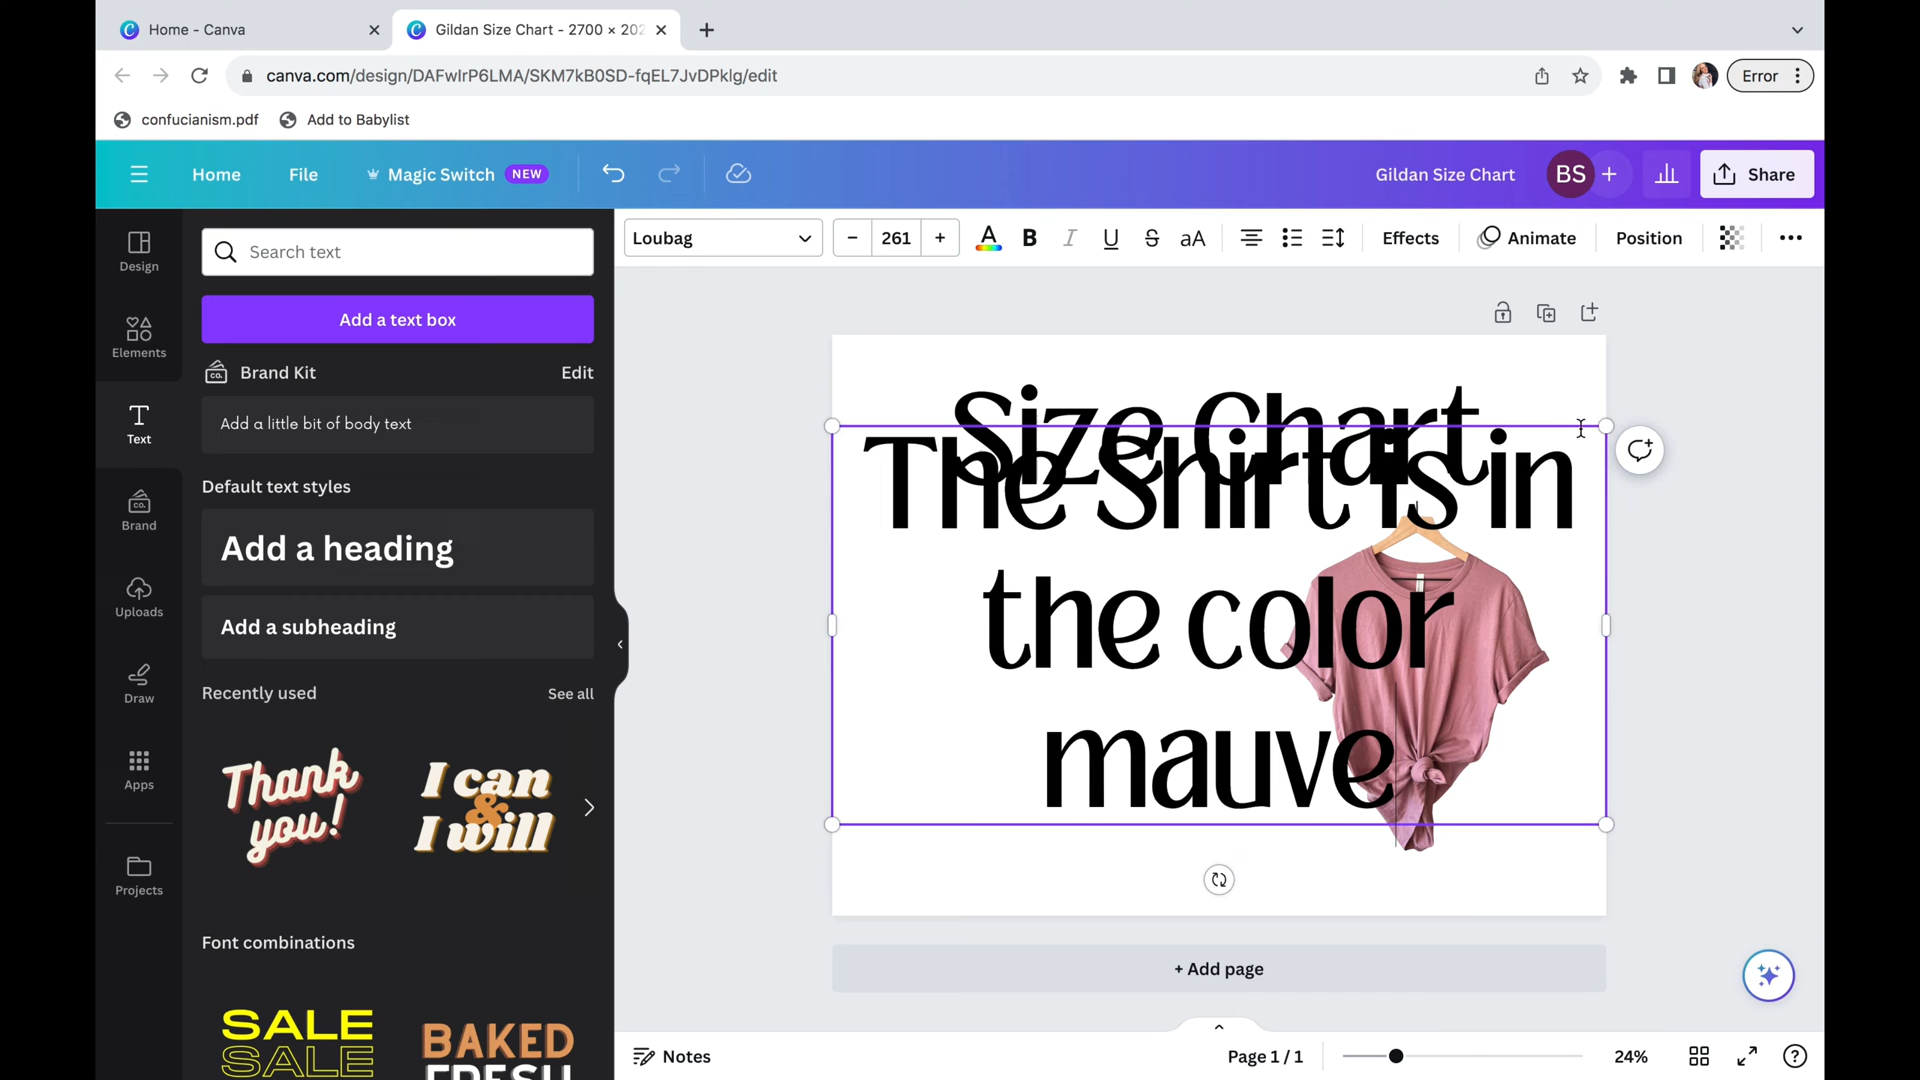 Home - Canva
Gildan Size Chart - 2700 × 202
canva.com/design/DAFwIrP6LMA/SKM7kB0SD-fqEL7JvDPklg/edit
Error
confucianism.pdf
Add to Babylist
Home
File
Magic Switch
NEW
Gildan Size Chart
BS
Share
Loubag
261
A
B
I
U
S
aA
Effects
Animate
Position
Design
Elements
Text
Brand
Uploads
Draw
Apps
Projects
Search text
Add a text box
CO.
Brand Kit
Edit
Add a little bit of body text
Default text styles
Add a heading
Add a subheading
Recently used
See all
Thank
you!
I can
&
I will
Font combinations
SALE
SALE
BAKED
FRESH
Size Chart
The Shirt is in
the color
mauve
+ Add page
Notes
Page 1 / 1
24%